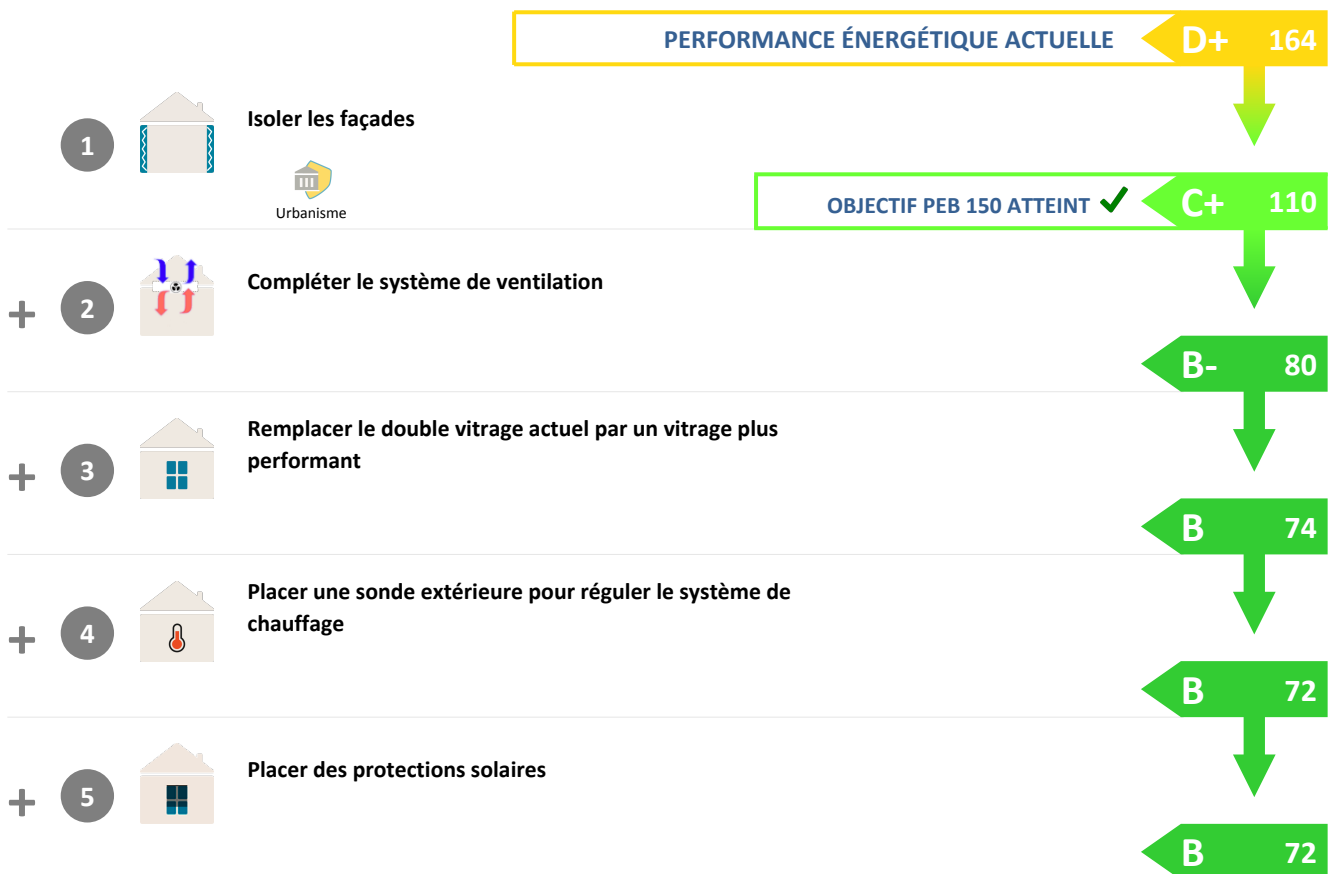 PERFORMANCE ÉNERGÉTIQUE ACTUELLE D+ 164
1 Isoler les façades
Urbanisme
OBJECTIF PEB 150 ATTEINT ✔ C+ 110
+ 2 Compléter le système de ventilation
B- 80
+ 3 Remplacer le double vitrage actuel par un vitrage plus
performant
B 74
+ 4 Placer une sonde extérieure pour réguler le système de
chauffage
B 72
+ 5 Placer des protections solaires
B 72